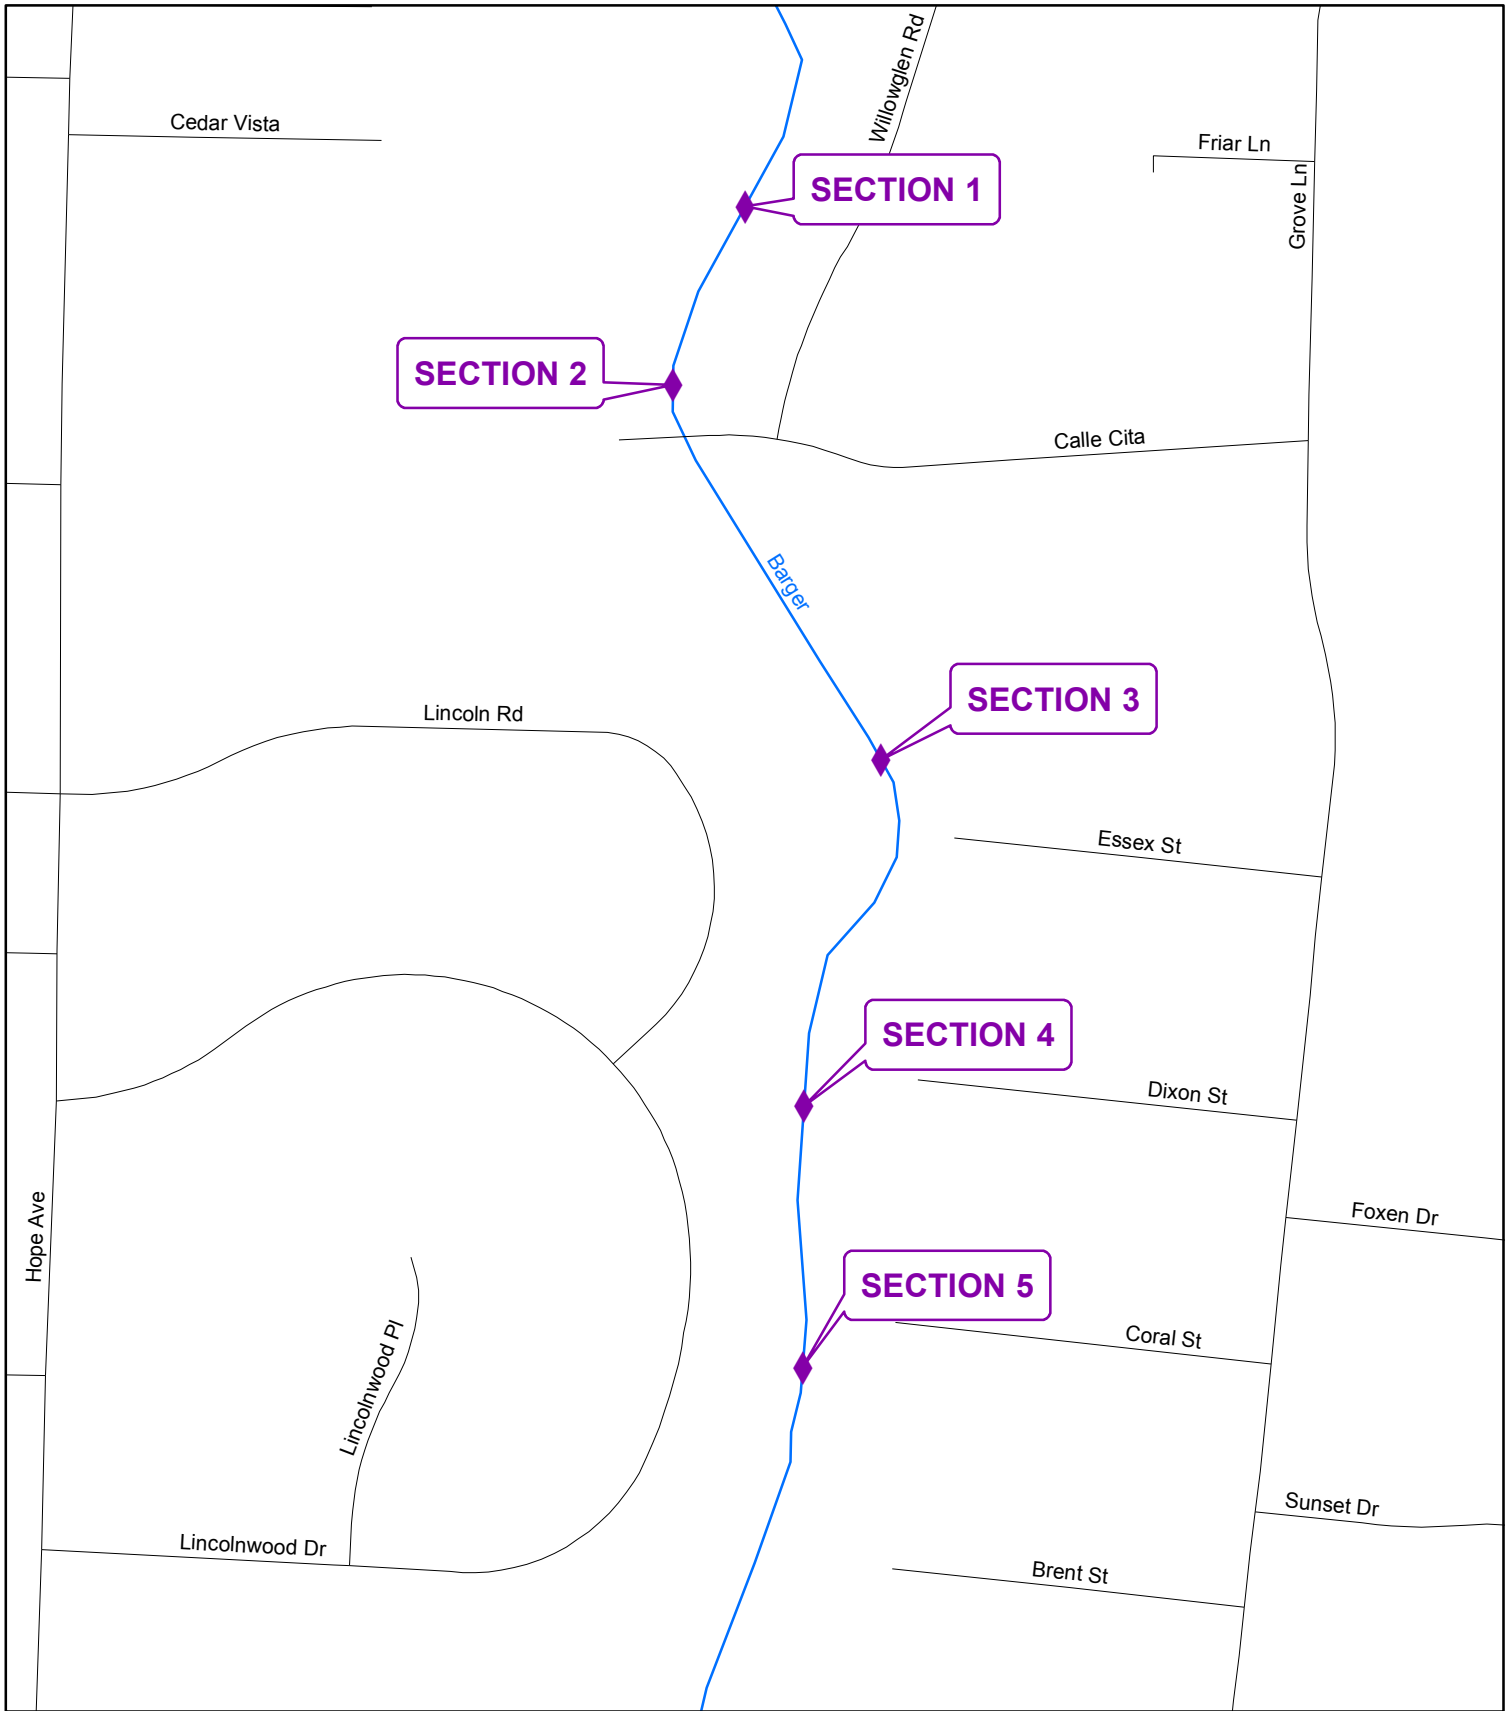 Willowglen Rd
Cedar Vista
Friar Ln
SECTION 1
Grove Ln
SECTION 2
Calle Cita
Barger
SECTION 3
Lincoln Rd
Essex St
SECTION 4
Dixon St
Hope Ave
Foxen Dr
SECTION 5
Coral St
Lincolnwood Pl
Sunset Dr
Lincolnwood Dr
Brent St